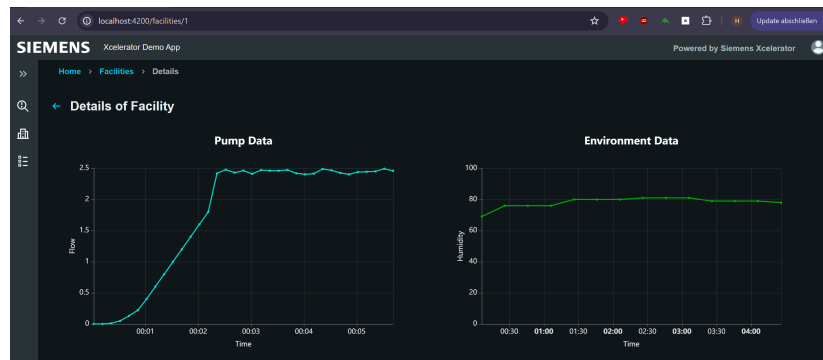 localhost:4200/facilities/1
Update abschließen
SIEMENS Xcelerator Demo App
Powered by Siemens Xcelerator
Home > Facilities > Details
← Details of Facility
Pump Data
2.5
2
1.5
1
0.5
0
Flow
00:01 00:02 00:03 00:04 00:05
Time
Environment Data
100
80
60
40
20
0
Humidity
00:30 01:00 01:30 02:00 02:30 03:00 03:30 04:00
Time